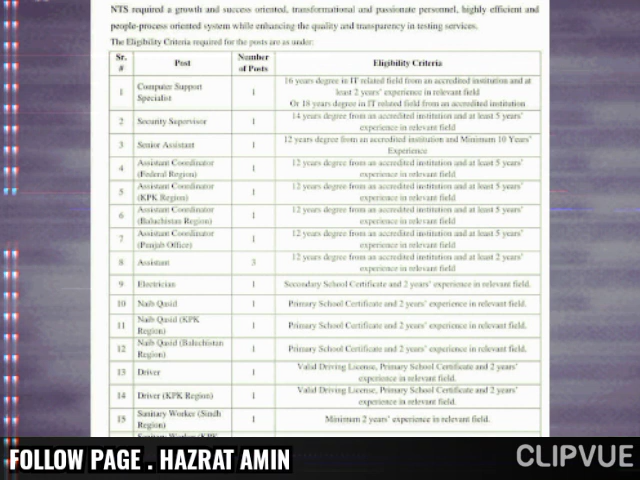 NTS required a growth and success oriented, transformational and passionate personnel, highly efficient and
people-process oriented system while enhancing the quality and transparency in testing services.
The Eligibility Criteria required for the posts are as under:
Sr. # Post Number of Posts Eligibility Criteria
1 Computer Support Specialist 1 16 years degree in IT related field from an accredited institution and at
least 2 years' experience in relevant field
Or 18 years degree in IT related field from an accredited institution
2 Security Supervisor 1 14 years degree from an accredited institution and at least 5 years'
experience in relevant field
3 Senior Assistant 1 12 years degree from an accredited institution and Minimum 10 Years'
Experience
4 Assistant Coordinator (Federal Region) 1 12 years degree from an accredited institution and at least 5 years'
experience in relevant field
5 Assistant Coordinator (KPK Region) 1 12 years degree from an accredited institution and at least 5 years'
experience in relevant field
6 Assistant Coordinator (Baluchistan Region) 1 12 years degree from an accredited institution and at least 5 years'
experience in relevant field
7 Assistant Coordinator (Punjab Office) 1 12 years degree from an accredited institution and at least 5 years'
experience in relevant field
8 Assistant 3 12 years degree from an accredited institution and at least 2 years'
experience in relevant field
9 Electrician 1 Secondary School Certificate and 2 years' experience in relevant field.
10 Naib Qasid 1 Primary School Certificate and 2 years' experience in relevant field.
11 Naib Qasid (KPK Region) 1 Primary School Certificate and 2 years' experience in relevant field.
12 Naib Qasid (Baluchistan Region) 1 Primary School Certificate and 2 years' experience in relevant field.
13 Driver 1 Valid Driving License, Primary School Certificate and 2 years'
experience in relevant field.
14 Driver (KPK Region) 1 Valid Driving License, Primary School Certificate and 2 years'
experience in relevant field.
15 Sanitary Worker (Sindh Region) 1 Minimum 2 years' experience in relevant field.
FOLLOW PAGE . HAZRAT AMIN
CLIPVUE